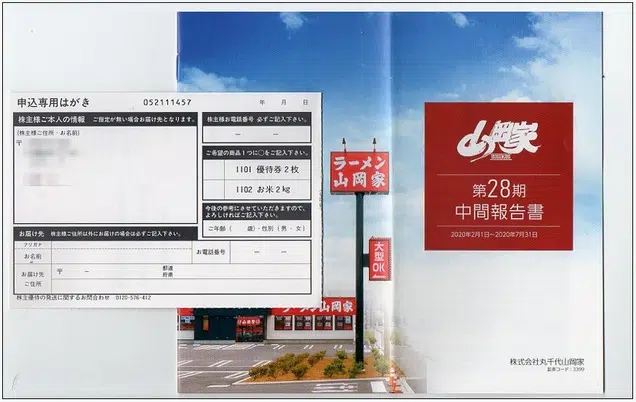 申込専用はがき
052111457
年 月 日
株主様ご本人の情報 ご指定が無い場合お届け先となります。
(株主様ご住所・お名前)
〒
株主様お電話番号 必ずご記入下さい。
－ －
ご希望の商品1つに○をご記入下さい。
1101 優待券2枚
1102 お米2kg
今後の参考にさせていただきますので、
よろしければご記入下さい。
ご年齢( 歳)・性別(男・女)
お届け先 株主様ご住所以外にお届けの場合は必ずご記入下さい。
フリガナ
お名前
お電話番号 － －
お届け先
ご住所
〒 －
都道
府県
株主優待の発送に関するお問合わせ 0120-576-412
ラーメン
山岡家
大型
OK
ラーメン山岡家
山岡家
第28期
中間報告書
2020年2月1日～2020年7月31日
株式会社丸千代山岡家
証券コード：3399